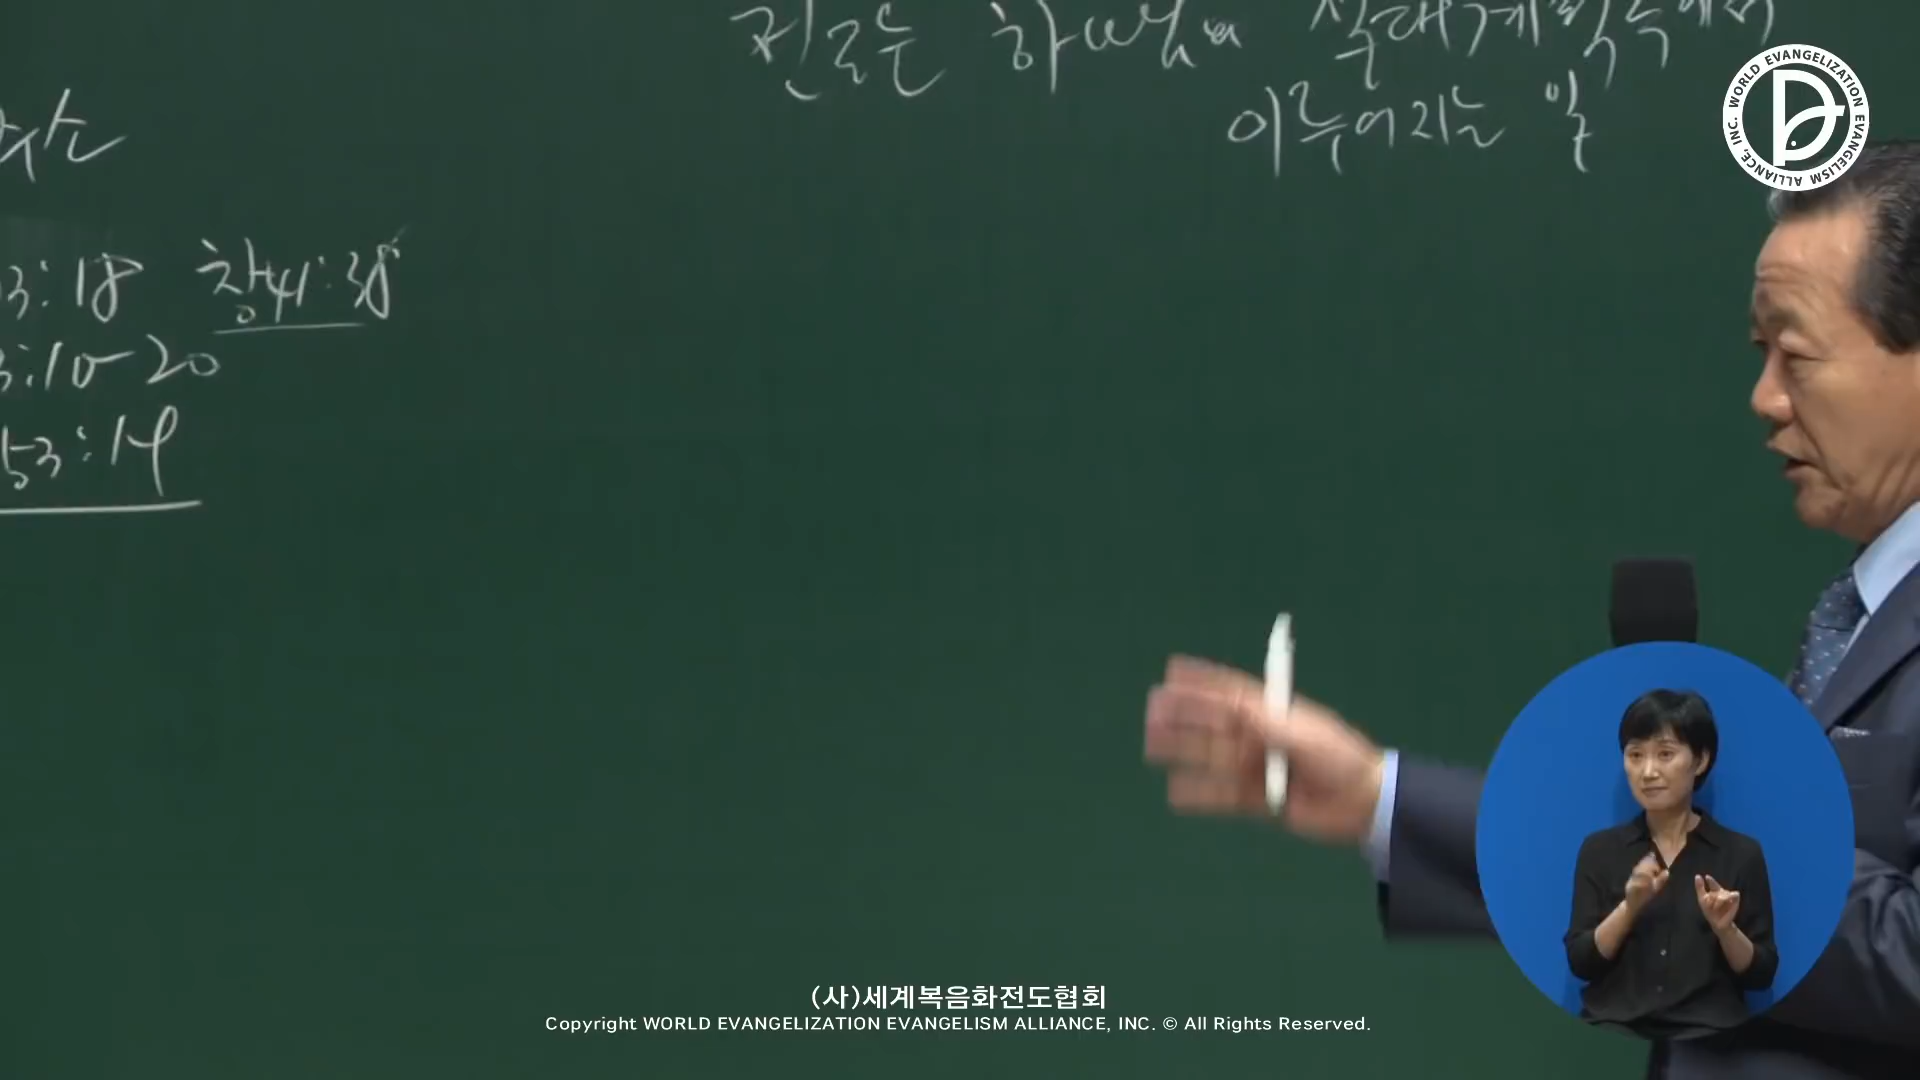 진로는 하나님의 절대계획 속에서
이루어지는 일
3:18 창41:38
3:10-20
53:14
WORLD EVANGELIZATION EVANGELISM ALLIANCE, INC.
(사)세계복음화전도협회
Copyright WORLD EVANGELIZATION EVANGELISM ALLIANCE, INC. © All Rights Reserved.